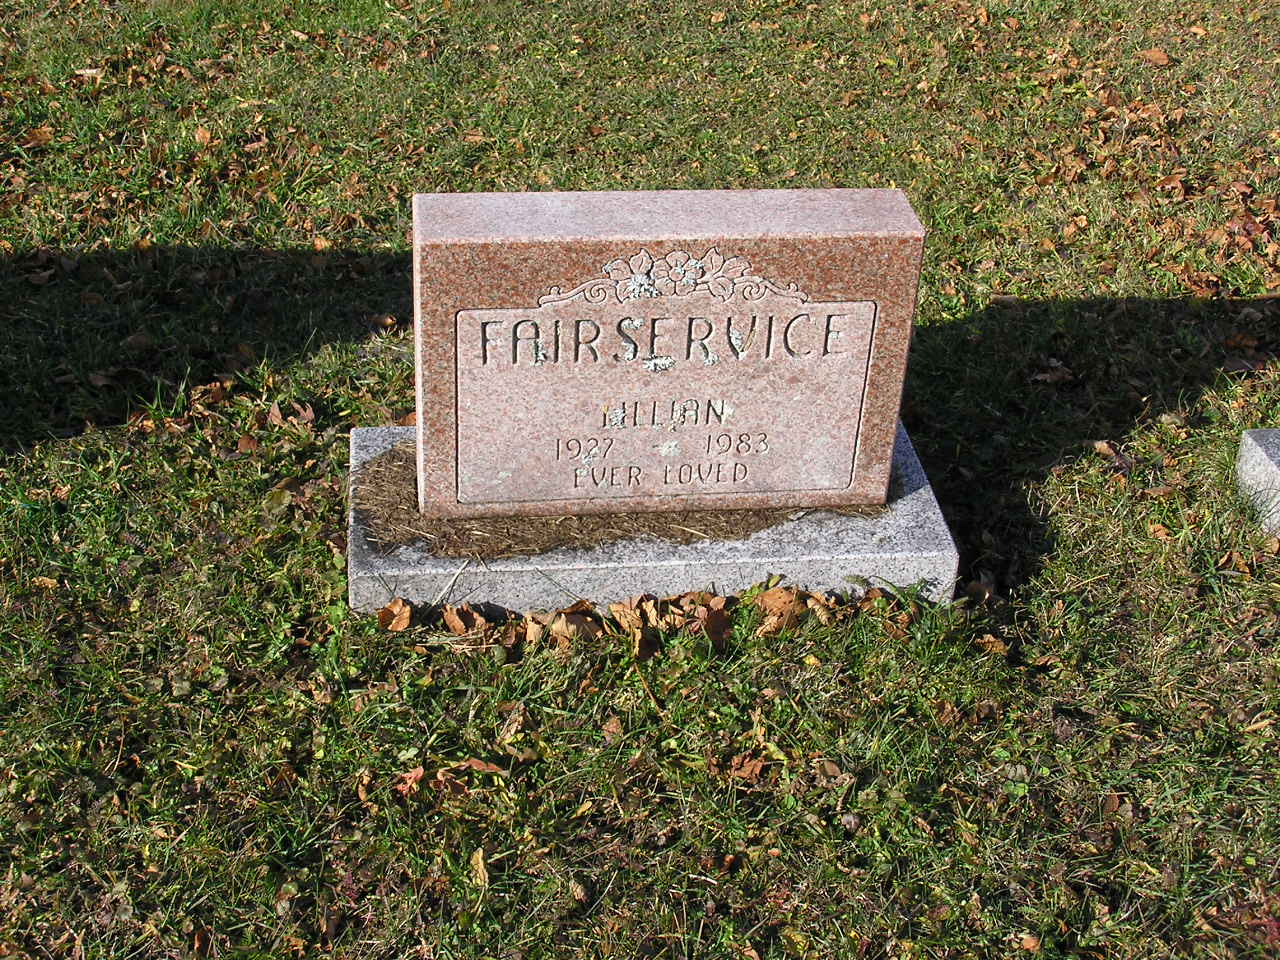 FAIRSERVICE
LILLIAN
1927 - 1983
EVER LOVED